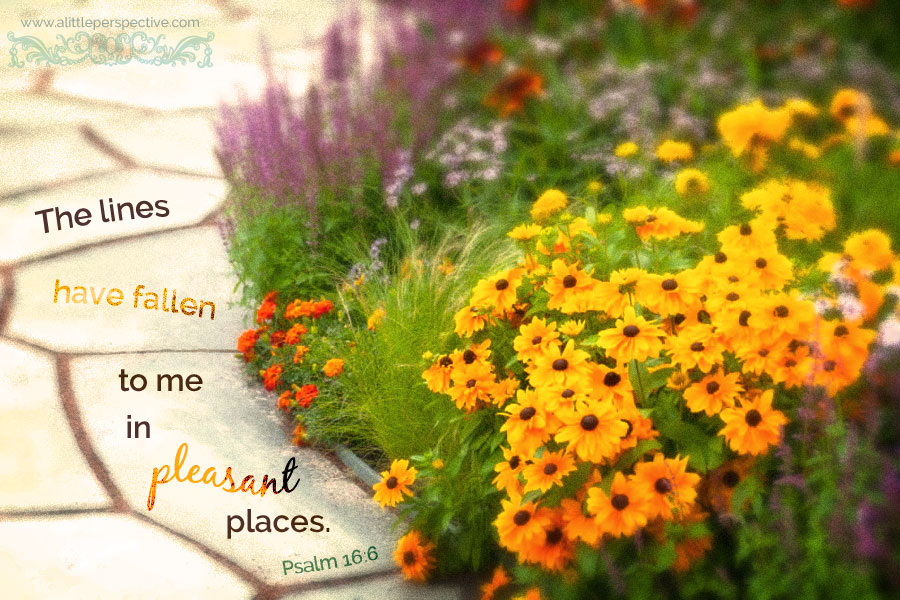 www.alittleperspective.com
The lines
have fallen
to me
in
pleasant
places.
Psalm 16:6